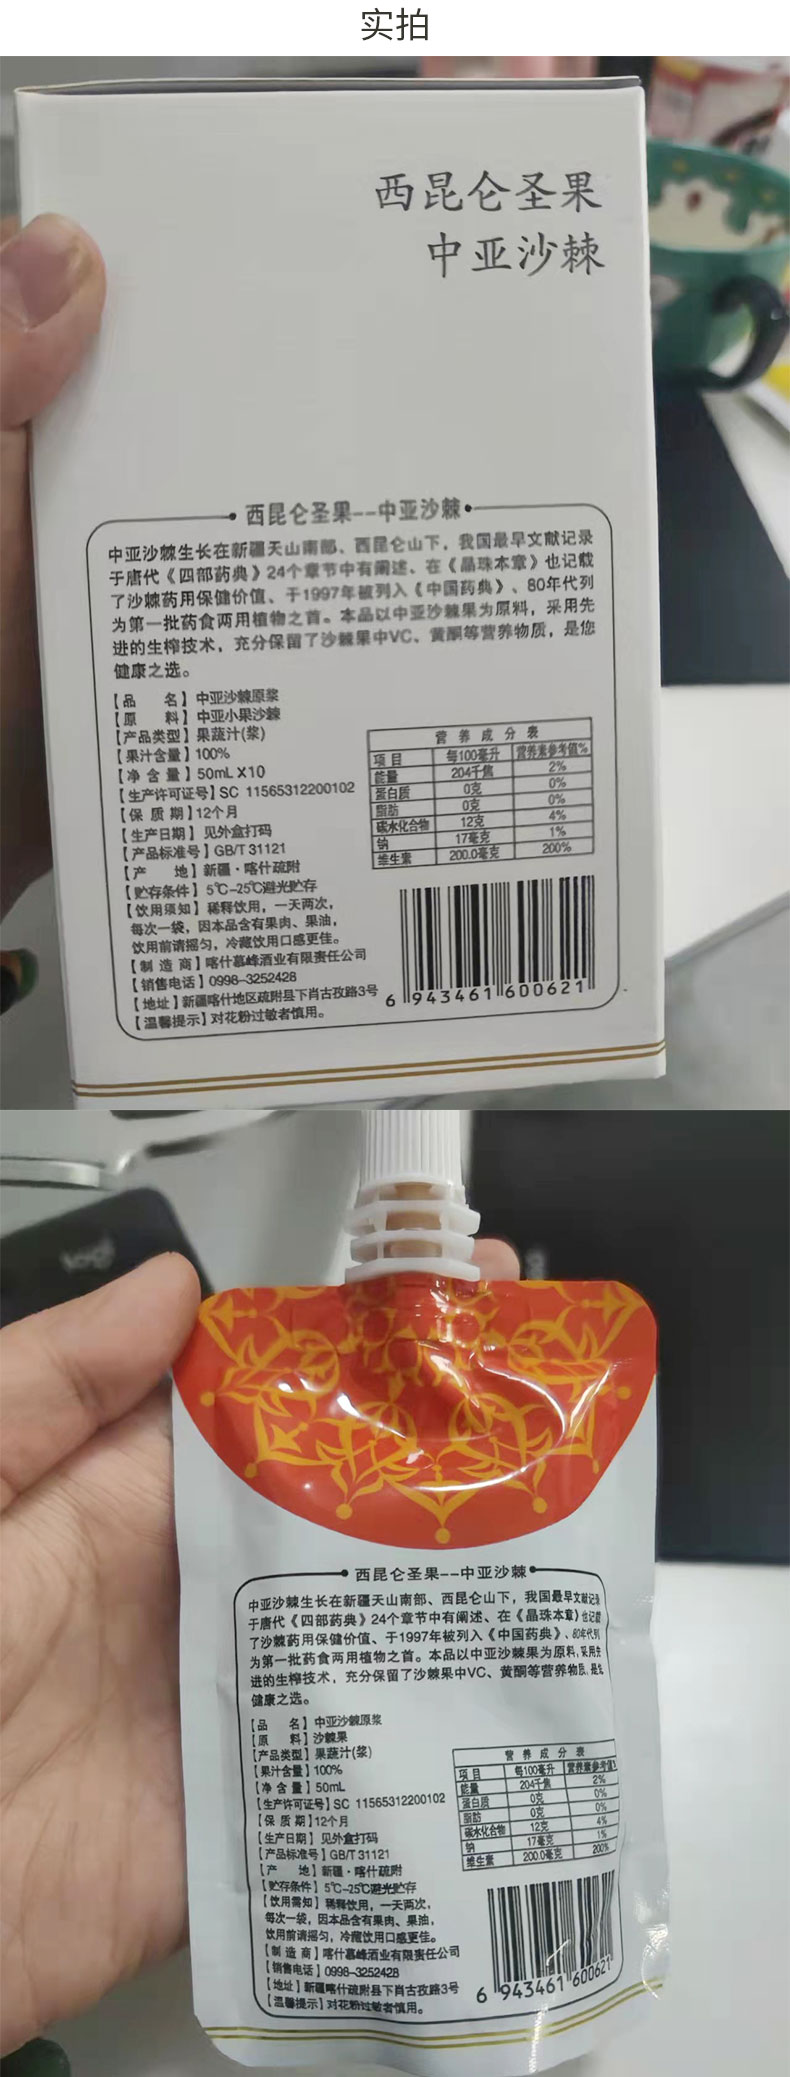 实拍
西昆仑圣果
中亚沙棘
西昆仑圣果--中亚沙棘
中亚沙棘生长在新疆天山南部、西昆仑山下，我国最早文献记录
于唐代《四部药典》24个章节中有阐述、在《晶珠本章》也记载
了沙棘药用保健价值、于1997年被列入《中国药典》、80年代列
为第一批药食两用植物之首。本品以中亚沙棘果为原料，采用先
进的生榨技术，充分保留了沙棘果中VC、黄酮等营养物质，是您
健康之选。
【品 名】中亚沙棘原浆
【原 料】中亚小果沙棘
【产品类型】果蔬汁(浆)
【果汁含量】100%
【净 含 量】50mL X10
【生产许可证号】SC 11565312200102
【保 质 期】12个月
【生产日期】见外盒打码
【产品标准号】GB/T 31121
【产 地】新疆·喀什疏附
【贮存条件】5℃-25℃避光贮存
【饮用须知】稀释饮用，一天两次，
每次一袋，因本品含有果肉、果油，
饮用前请摇匀，冷藏饮用口感更佳。
【制 造 商】喀什慕峰酒业有限责任公司
【销售电话】0998-3252428
【地址】新疆喀什地区疏附县下肖古孜路3号
【温馨提示】对花粉过敏者慎用。
营 养 成 分 表
项目 每100毫升 营养素参考值%
能量 204千焦 2%
蛋白质 0克 0%
脂肪 0克 0%
碳水化合物 12克 4%
钠 17毫克 1%
维生素 200.0毫克 200%
6 943461 600621
西昆仑圣果--中亚沙棘
中亚沙棘生长在新疆天山南部、西昆仑山下，我国最早文献记录
于唐代《四部药典》24个章节中有阐述、在《晶珠本章》也记载
了沙棘药用保健价值、于1997年被列入《中国药典》、80年代列
为第一批药食两用植物之首。本品以中亚沙棘果为原料，采用先
进的生榨技术，充分保留了沙棘果中VC、黄酮等营养物质，是您
健康之选。
【品 名】中亚沙棘原浆
【原 料】沙棘果
【产品类型】果蔬汁(浆)
【果汁含量】100%
【净 含 量】50mL
【生产许可证号】SC 11565312200102
【保 质 期】12个月
【生产日期】见外盒打码
【产品标准号】GB/T 31121
【产 地】新疆·喀什疏附
【贮存条件】5℃-25℃避光贮存
【饮用需知】稀释饮用，一天两次，
每次一袋，因本品含有果肉、果油，
饮用前请摇匀，冷藏饮用口感更佳。
【制 造 商】喀什慕峰酒业有限责任公司
【销售电话】0998-3252428
【地址】新疆喀什疏附县下肖古孜路3号
【温馨提示】对花粉过敏者慎用。
营 养 成 分 表
项目 每100毫升 营养素参考值%
能量 204千焦 2%
蛋白质 0克 0%
脂肪 0克 0%
碳水化合物 12克 4%
钠 17毫克 1%
维生素 200.0毫克 200%
6 943461 600621